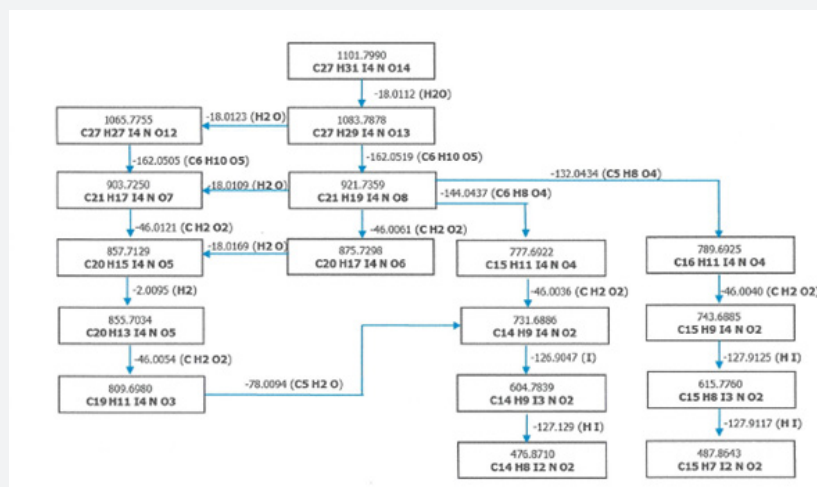 1101.7990
C27 H31 I4 N O14
-18.0112 (H2O)
1065.7755
C27 H27 I4 N O12
-18.0123 (H2 O)
1083.7878
C27 H29 I4 N O13
-162.0505 (C6 H10 O5)
-162.0519 (C6 H10 O5)
-132.0434 (C5 H8 O4)
903.7250
C21 H17 I4 N O7
-18.0109 (H2 O)
921.7359
C21 H19 I4 N O8
-144.0437 (C6 H8 O4)
-46.0121 (C H2 O2)
-46.0061 (C H2 O2)
857.7129
C20 H15 I4 N O5
-18.0169 (H2 O)
875.7298
C20 H17 I4 N O6
777.6922
C15 H11 I4 N O4
789.6925
C16 H11 I4 N O4
-2.0095 (H2)
-46.0036 (C H2 O2)
-46.0040 (C H2 O2)
855.7034
C20 H13 I4 N O5
731.6886
C14 H9 I4 N O2
743.6885
C15 H9 I4 N O2
-46.0054 (C H2 O2)
-126.9047 (I)
-127.9125 (H I)
809.6980
C19 H11 I4 N O3
-78.0094 (C5 H2 O)
604.7839
C14 H9 I3 N O2
615.7760
C15 H8 I3 N O2
-127.129 (H I)
-127.9117 (H I)
476.8710
C14 H8 I2 N O2
487.8643
C15 H7 I2 N O2